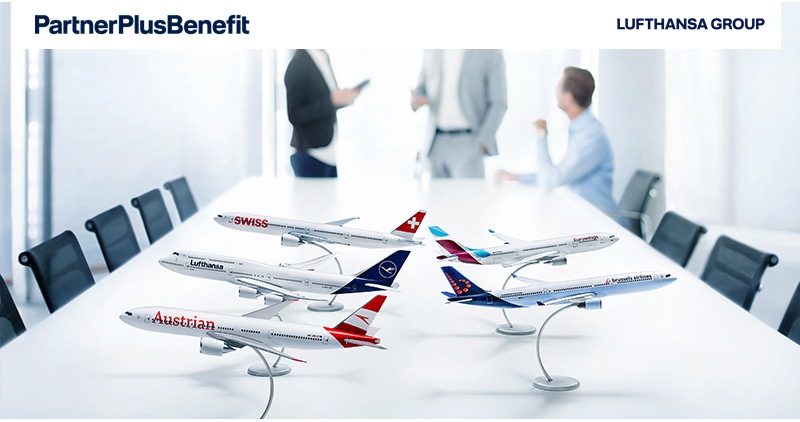 PartnerPlusBenefit
LUFTHANSA GROUP
SWISS
Eurowings
Lufthansa
brussels airlines
Austrian